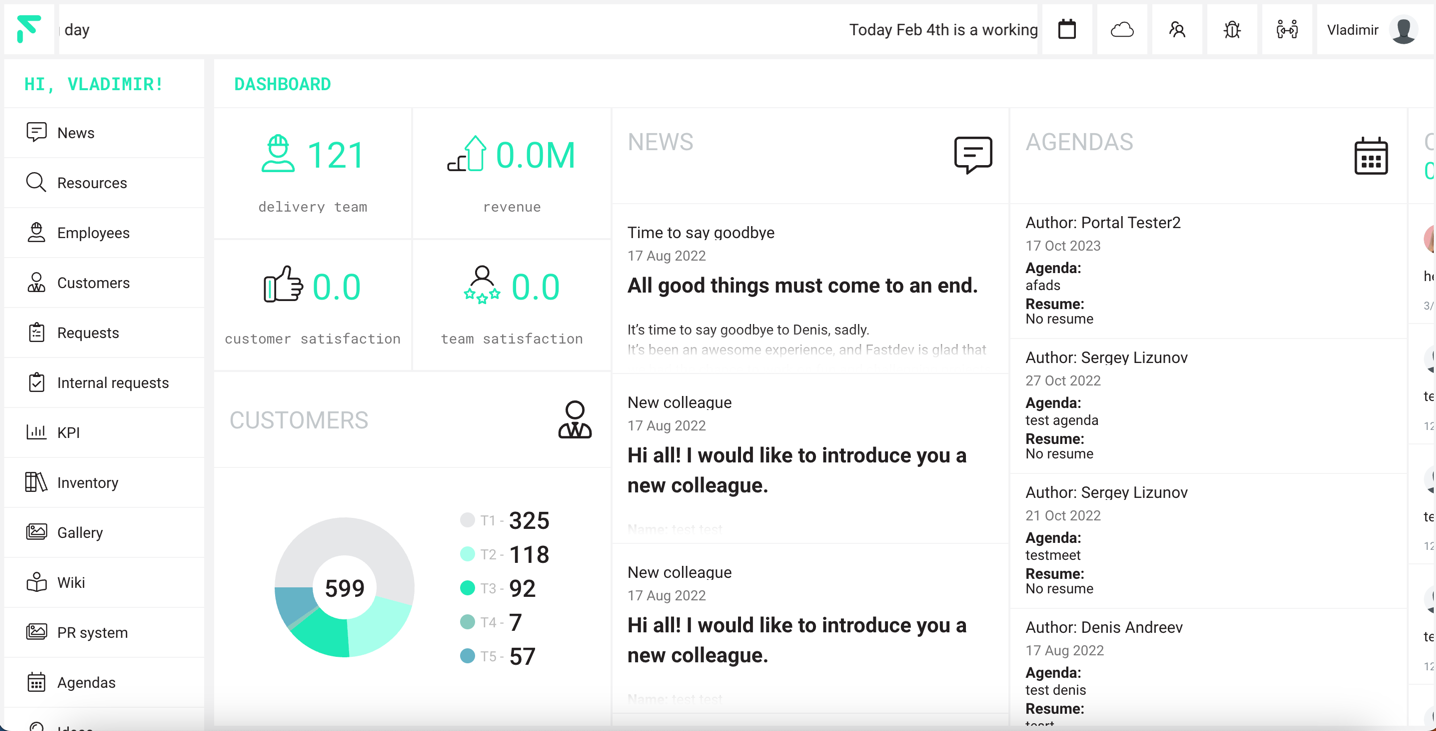 day
Today Feb 4th is a working
Vladimir
HI, VLADIMIR!
News
Resources
Employees
Customers
Requests
Internal requests
KPI
Inventory
Gallery
Wiki
PR system
Agendas
Ideas
DASHBOARD
121
delivery team
0.0M
revenue
0.0
customer satisfaction
0.0
team satisfaction
CUSTOMERS
599
T1 - 325
T2 - 118
T3 - 92
T4 - 7
T5 - 57
NEWS
Time to say goodbye
17 Aug 2022
All good things must come to an end.
It’s time to say goodbye to Denis, sadly.
It’s been an awesome experience, and Fastdev is glad that
New colleague
17 Aug 2022
Hi all! I would like to introduce you a
new colleague.
Name: test test
New colleague
17 Aug 2022
Hi all! I would like to introduce you a
new colleague.
Name: test test
AGENDAS
Author: Portal Tester2
17 Oct 2023
Agenda:
afads
Resume:
No resume
Author: Sergey Lizunov
27 Oct 2022
Agenda:
test agenda
Resume:
No resume
Author: Sergey Lizunov
21 Oct 2022
Agenda:
testmeet
Resume:
No resume
Author: Denis Andreev
17 Aug 2022
Agenda:
test denis
Resume: